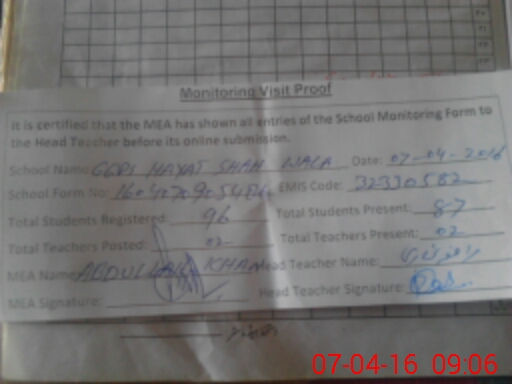 Monitoring Visit Proof
It is certified that the MEA has shown all entries of the School Monitoring Form to
the Head Teacher before its online submission.
School Name: GGPS HAYAT SHAH WALA Date: 07-04-2016
School Form No: EMIS Code: 32330582
Total Students Registered: 96 Total Students Present: 87
Total Teachers Posted: 02 Total Teachers Present: 02
MEA Name: ABDULLAH KHAN Head Teacher Name:
MEA Signature: Head Teacher Signature:
07-04-16 09:06